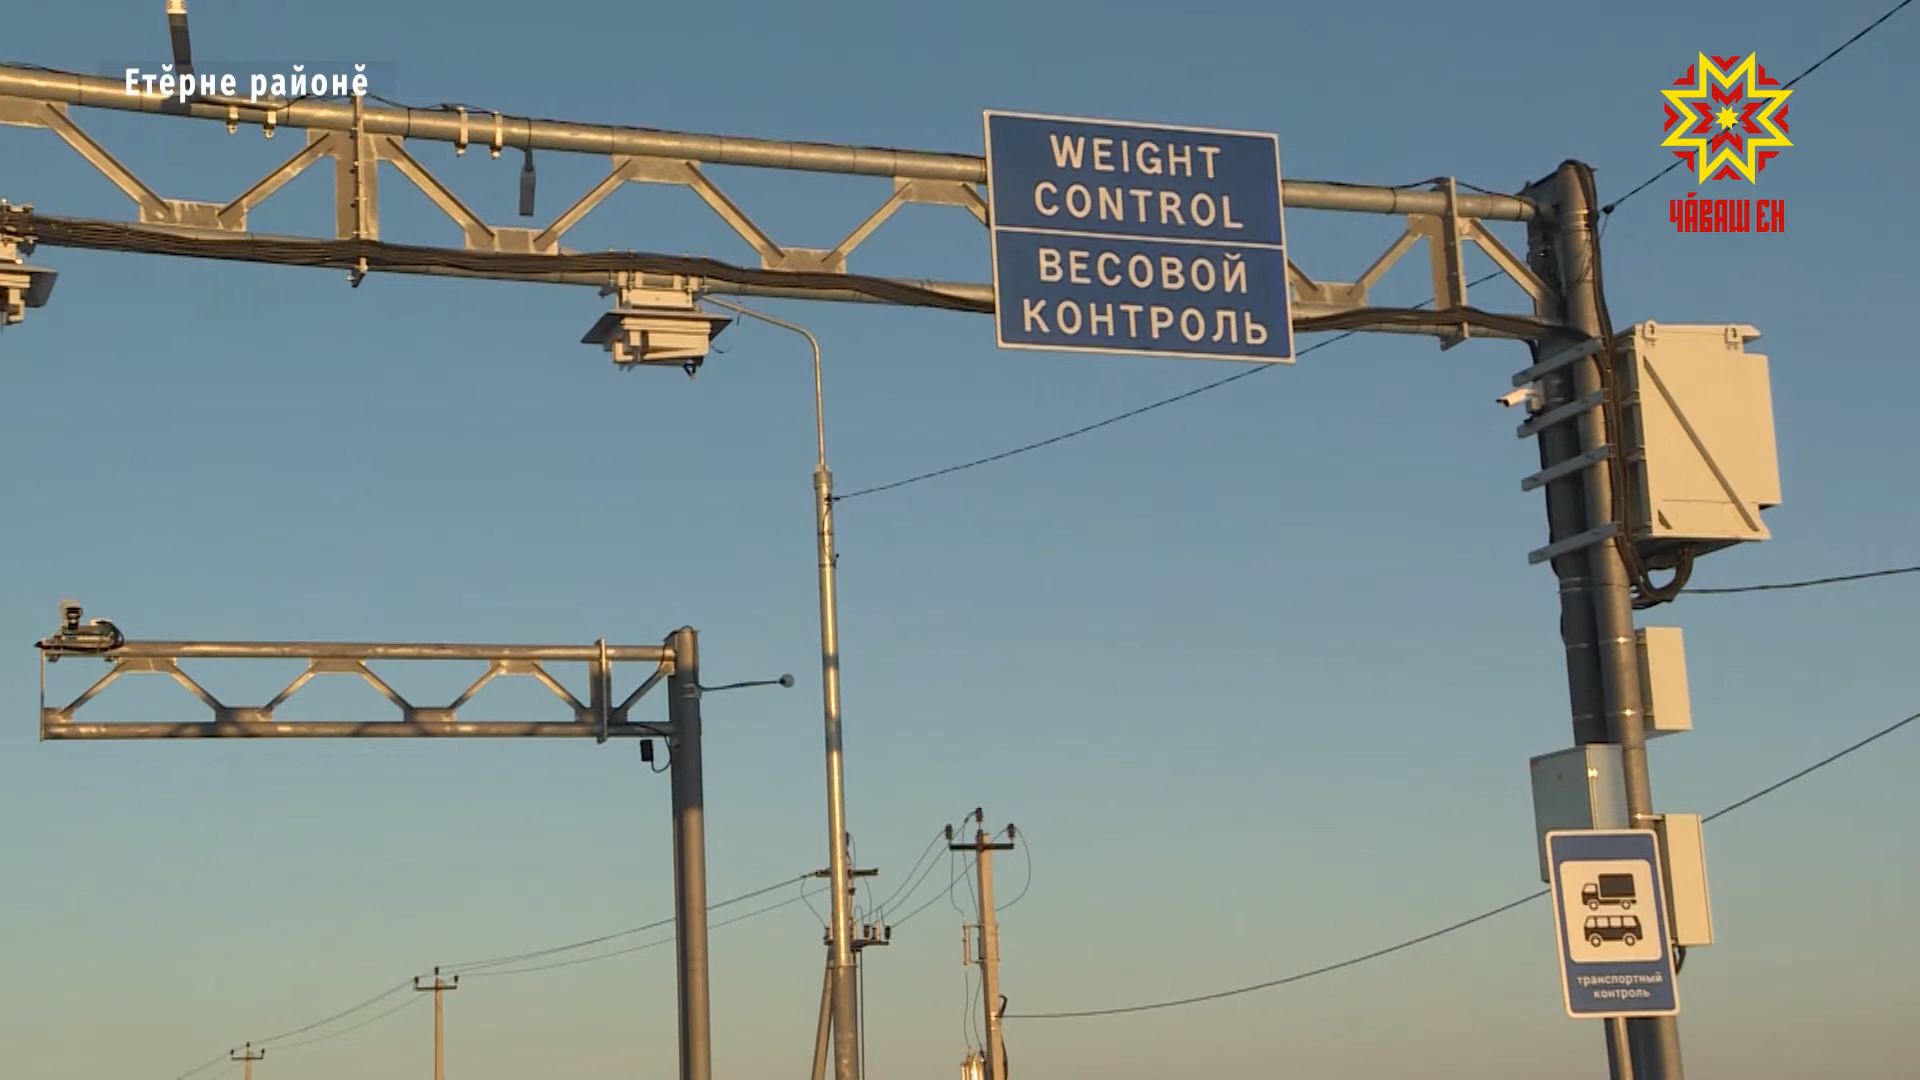 Етӗрне районӗ
WEIGHT
CONTROL
ВЕСОВОЙ
КОНТРОЛЬ
ЧӐВАШ ЕН
транспортный
контроль